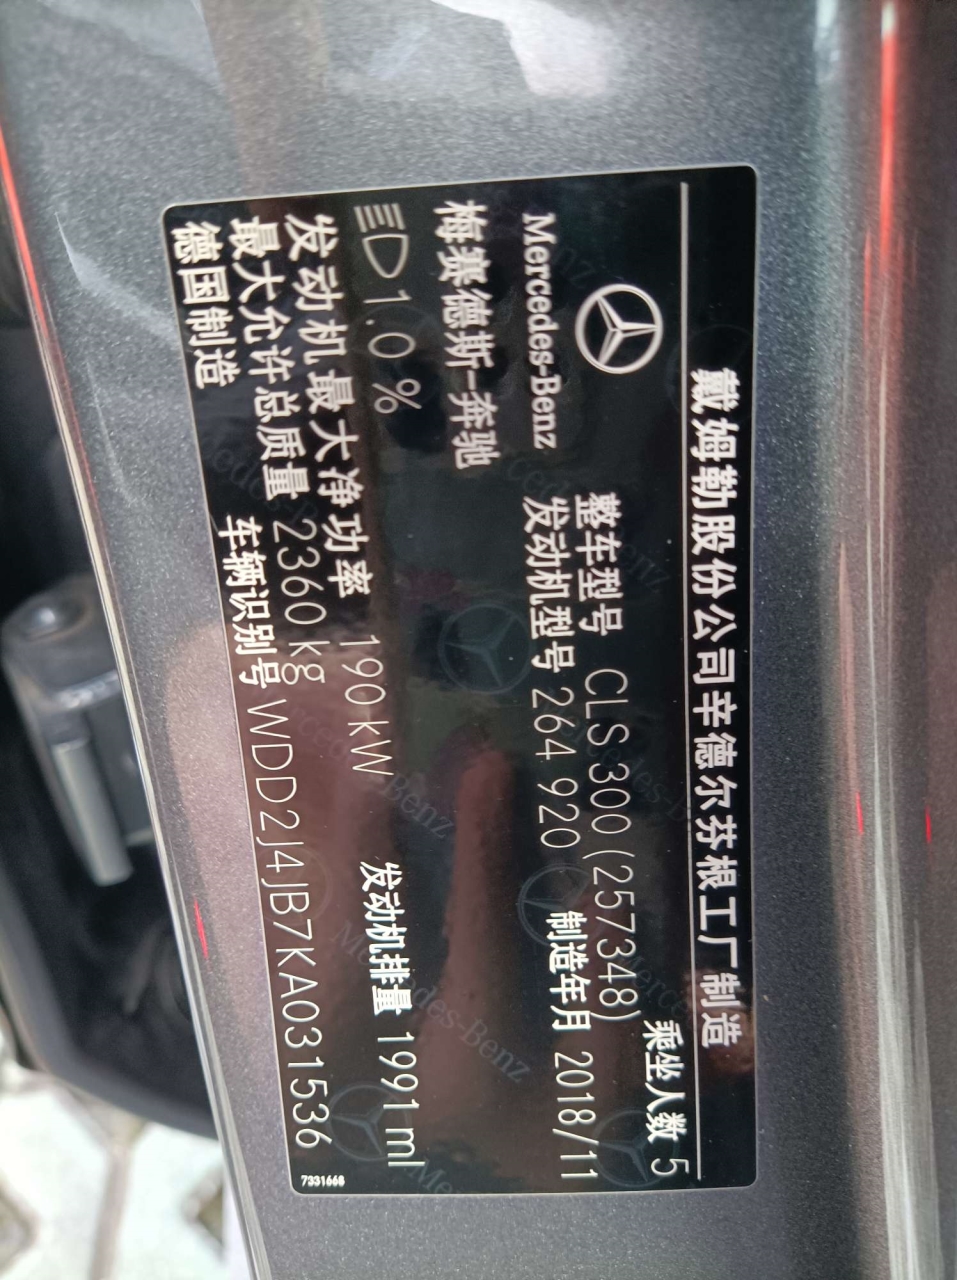 戴姆勒股份公司辛德尔芬根工厂制造
乘坐人数 5
整车型号 CLS 300 (257348)
Mercedes-Benz 发动机型号 264 920 制造年月 2018/11
梅赛德斯-奔驰
1.0 % 发动机排量 1991 ml
发动机最大净功率 190 kW
最大允许总质量 2360 kg
德国制造 车辆识别号 WDD2J4JB7KA031536
7331668